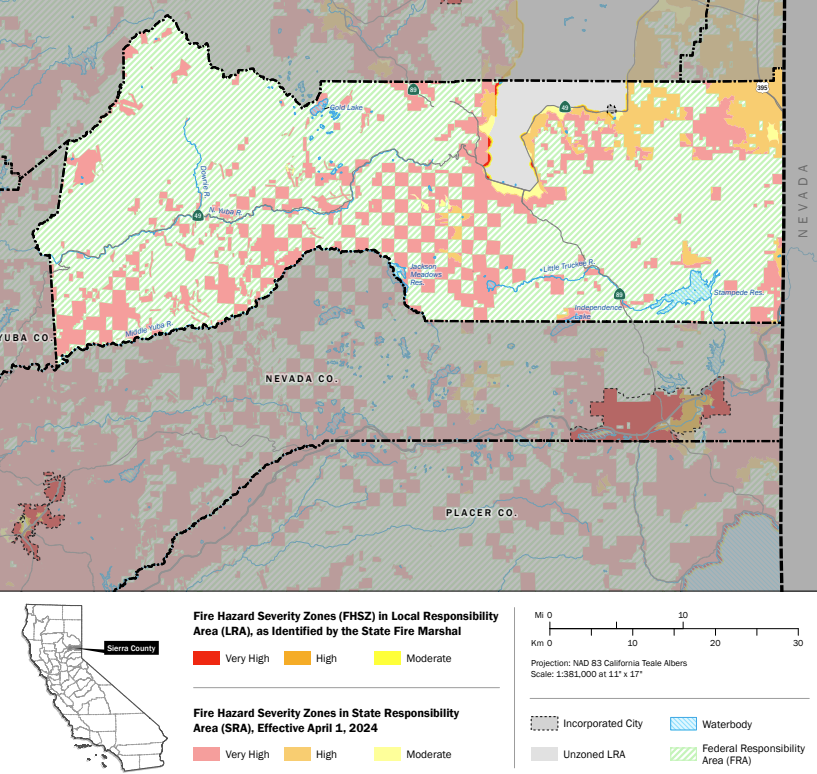 395
89
Gold Lake
49
NEVADA
Downie R.
N. Yuba R.
49
Jackson
Meadows
Res.
Little Truckee R.
89
Stampede Res.
Independence
Lake
Middle Yuba R.
YUBA CO.
NEVADA CO.
PLACER CO.
Sierra County
Fire Hazard Severity Zones (FHSZ) in Local Responsibility
Area (LRA), as Identified by the State Fire Marshal
Very High High Moderate
Fire Hazard Severity Zones in State Responsibility
Area (SRA), Effective April 1, 2024
Very High High Moderate
Mi 0 10
Km 0 10 20 30
Projection: NAD 83 California Teale Albers
Scale: 1:381,000 at 11" x 17"
Incorporated City
Waterbody
Unzoned LRA
Federal Responsibility
Area (FRA)